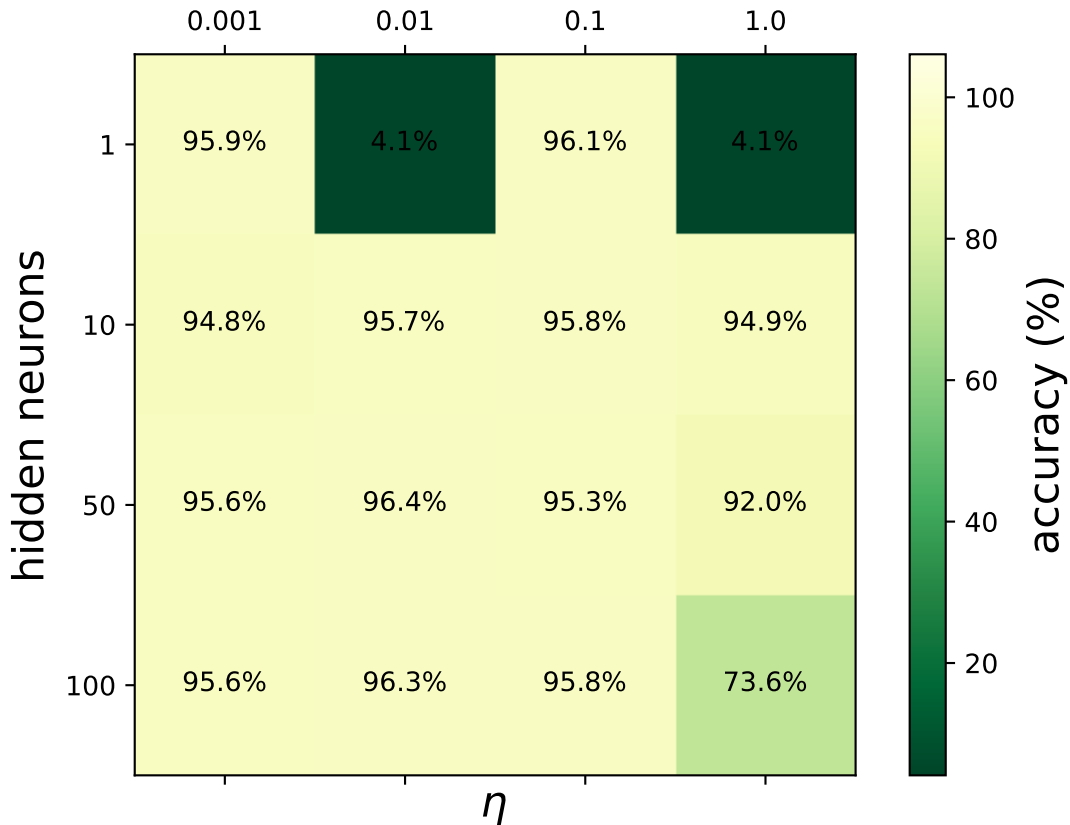 0.001 0.01 0.1 1.0
1 95.9% 4.1% 96.1% 4.1%
10 94.8% 95.7% 95.8% 94.9%
50 95.6% 96.4% 95.3% 92.0%
100 95.6% 96.3% 95.8% 73.6%
hidden neurons
η
100
80
60
40
20
accuracy (%)